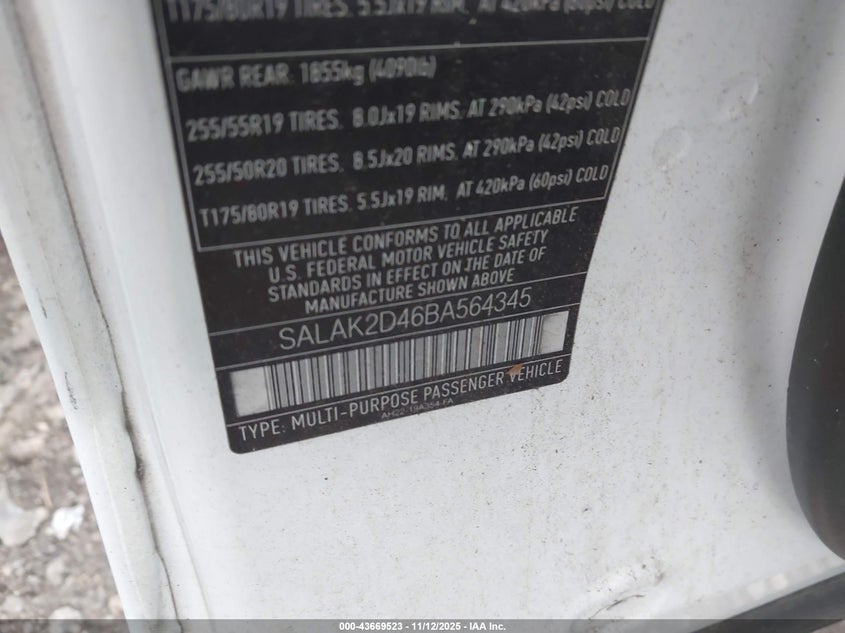 T175/80R19 TIRES. 5.5Jx19 RIM. AT 420kPa (60psi) COLD
GAWR REAR: 1855kg (4090lb)
255/55R19 TIRES. 8.0Jx19 RIMS. AT 290kPa (42psi) COLD
255/50R20 TIRES. 8.5Jx20 RIMS. AT 290kPa (42psi) COLD
T175/80R19 TIRES. 5.5Jx19 RIM. AT 420kPa (60psi) COLD
THIS VEHICLE CONFORMS TO ALL APPLICABLE
U.S. FEDERAL MOTOR VEHICLE SAFETY
STANDARDS IN EFFECT ON THE DATE OF
MANUFACTURE SHOWN ABOVE
SALAK2D46BA564345
TYPE: MULTI-PURPOSE PASSENGER VEHICLE
AH22-19A354-FA
000-43669523 - 11/12/2025 - IAA Inc.